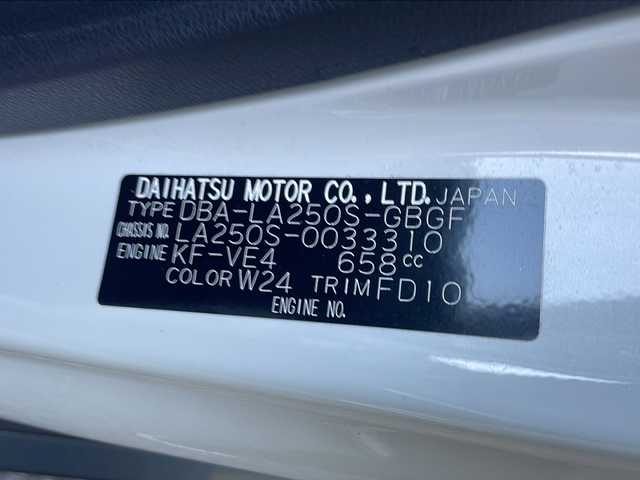 DAIHATSU MOTOR CO., LTD. JAPAN
TYPE DBA-LA250S-GBGF
CHASSIS NO. LA250S-0033310
ENGINE KF-VE4 658cc
COLOR W24 TRIM FD10
ENGINE NO.